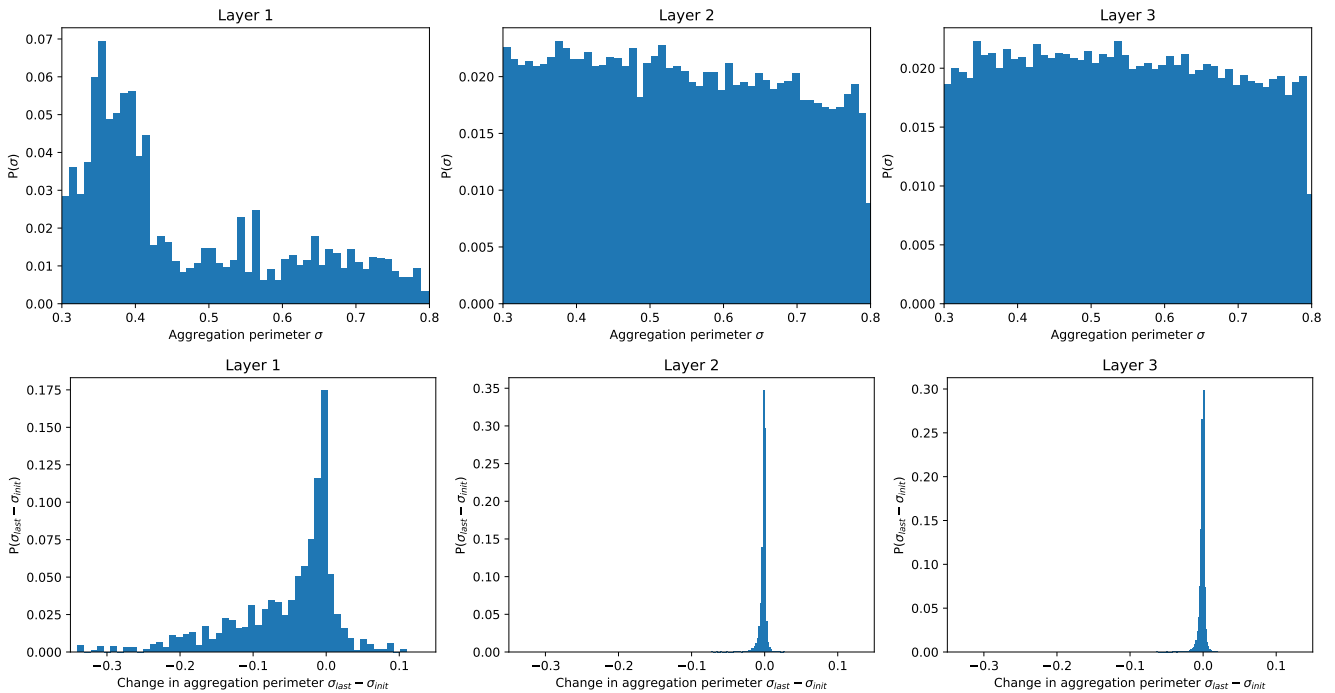 Layer 1
Layer 2
Layer 3
0.07
0.06
0.05
0.04
0.03
0.02
0.01
0.00
P(σ)
0.3 0.4 0.5 0.6 0.7 0.8
Aggregation perimeter σ
0.020
0.015
0.010
0.005
0.000
P(σ)
0.3 0.4 0.5 0.6 0.7 0.8
Aggregation perimeter σ
0.020
0.015
0.010
0.005
0.000
P(σ)
0.3 0.4 0.5 0.6 0.7 0.8
Aggregation perimeter σ
Layer 1
Layer 2
Layer 3
0.175
0.150
0.125
0.100
0.075
0.050
0.025
0.000
P(σlast − σinit)
−0.3 −0.2 −0.1 0.0 0.1
Change in aggregation perimeter σlast − σinit
0.35
0.30
0.25
0.20
0.15
0.10
0.05
0.00
P(σlast − σinit)
−0.3 −0.2 −0.1 0.0 0.1
Change in aggregation perimeter σlast − σinit
0.30
0.25
0.20
0.15
0.10
0.05
0.00
P(σlast − σinit)
−0.3 −0.2 −0.1 0.0 0.1
Change in aggregation perimeter σlast − σinit